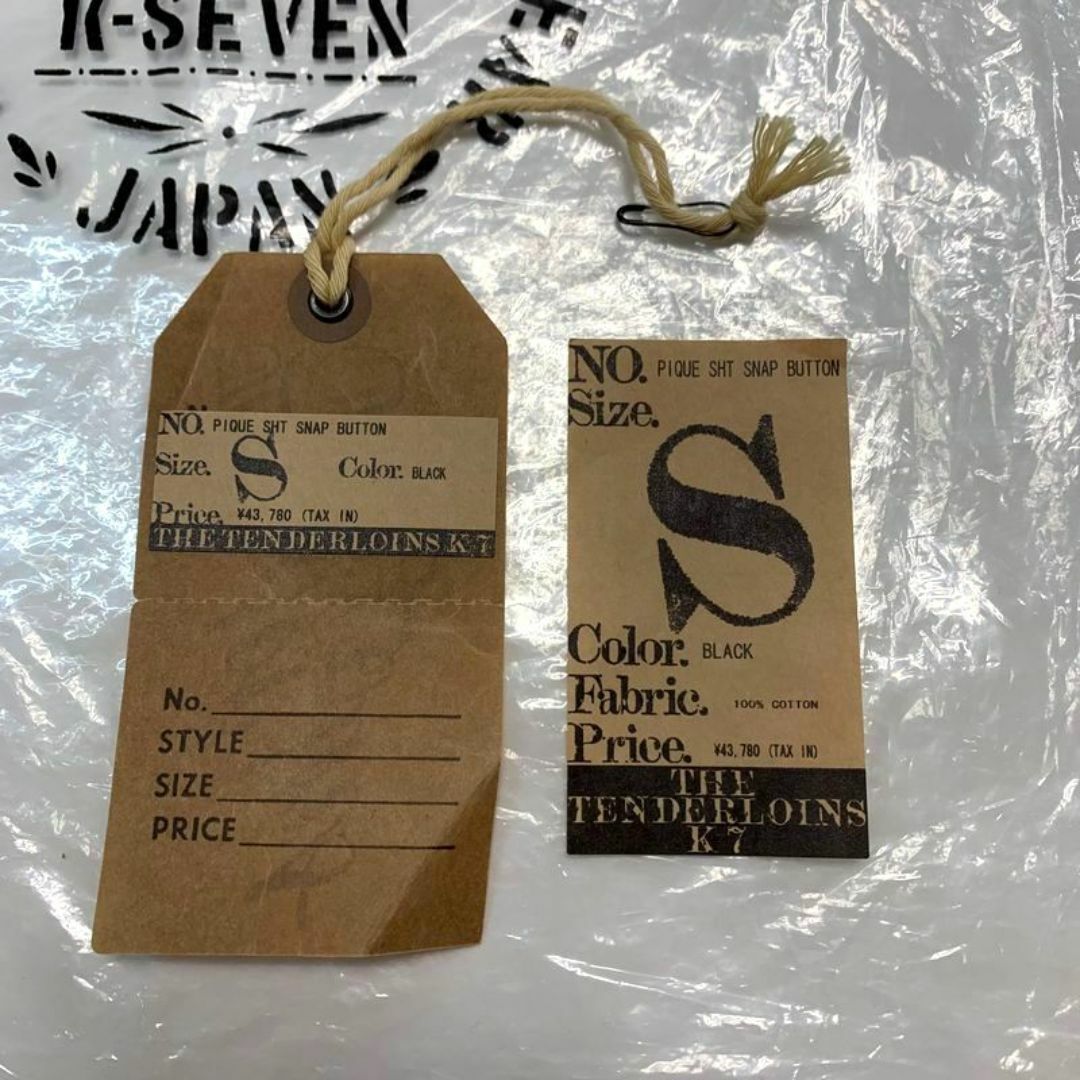 K-SEVEN
JAPAN
NO. PIQUE SHT SNAP BUTTON
Size. S Color. BLACK
Price. ¥43,780 (TAX IN)
THE TENDERLOINS K 7
No.
STYLE
SIZE
PRICE
NO. PIQUE SHT SNAP BUTTON
Size.
S
Color. BLACK
Fabric. 100% COTTON
Price. ¥43,780 (TAX IN)
THE
TENDERLOINS
K 7